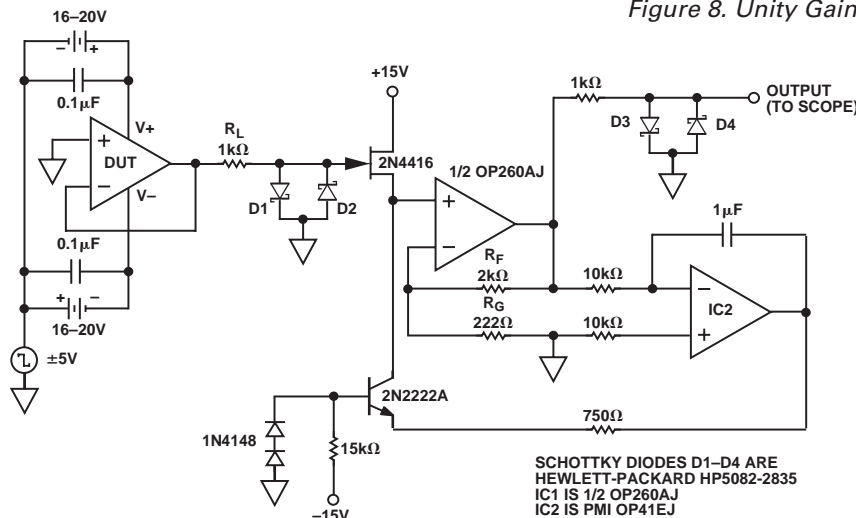 Figure 8. Unity Gain
16–20V
– +
+15V
1kΩ
OUTPUT
(TO SCOPE)
0.1μF
V+
D3
D4
RL
1kΩ
+
DUT
–
2N4416
1/2 OP260AJ
V–
D1
D2
+
–
1μF
0.1μF
RF
2kΩ
10kΩ
–
IC2
+ –
RG
16–20V
222Ω
10kΩ
+
±5V
2N2222A
1N4148
750Ω
15kΩ
SCHOTTKY DIODES D1–D4 ARE
HEWLETT-PACKARD HP5082-2835
IC1 IS 1/2 OP260AJ
IC2 IS PMI OP41EJ
–15V